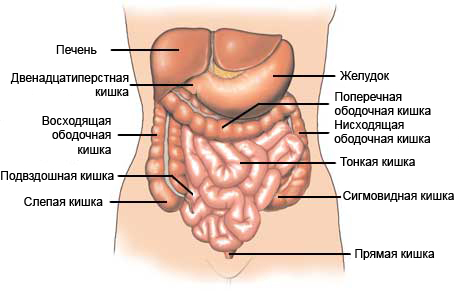 Печень
Двенадцатиперстная
кишка
Восходящая
ободочная
кишка
Подвздошная кишка
Слепая кишка
Желудок
Поперечная
ободочная кишка
Нисходящая
ободочная кишка
Тонкая кишка
Сигмовидная кишка
Прямая кишка